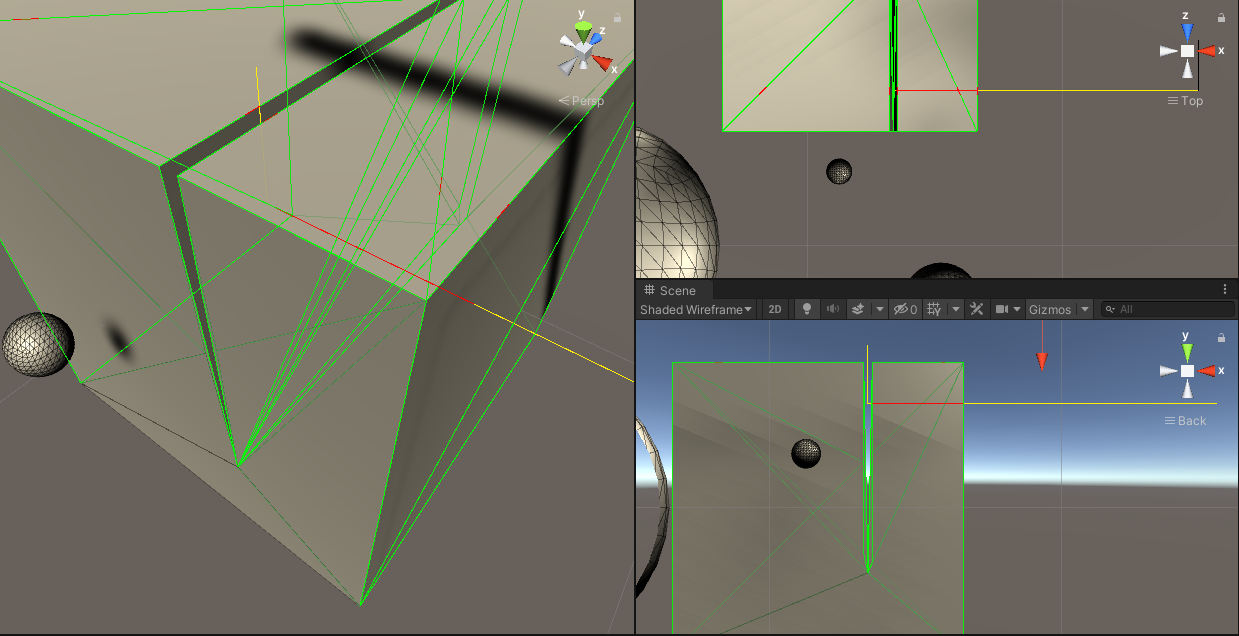 y
z
x
Persp
z
x
Top
Scene
Shaded Wireframe 2D 0 Gizmos All
y
x
Back